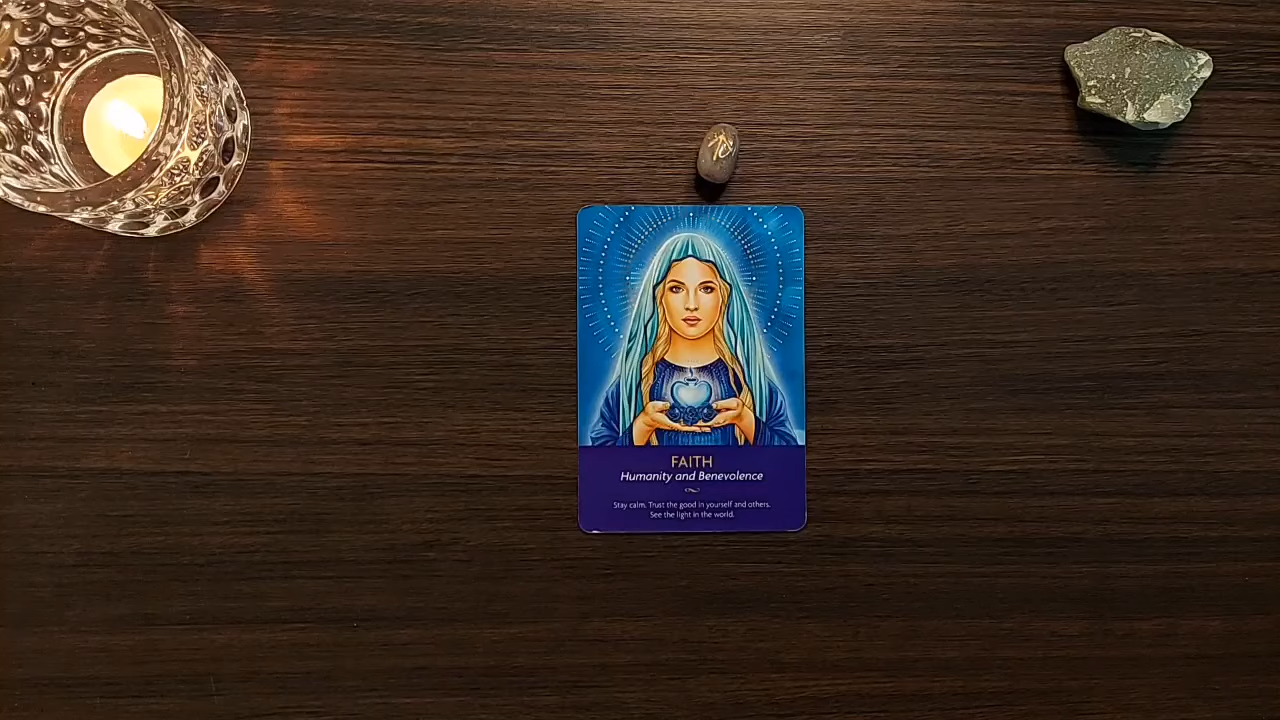 FAITH
Humanity and Benevolence
Stay calm. Trust the good in yourself and others.
See the light in the world.